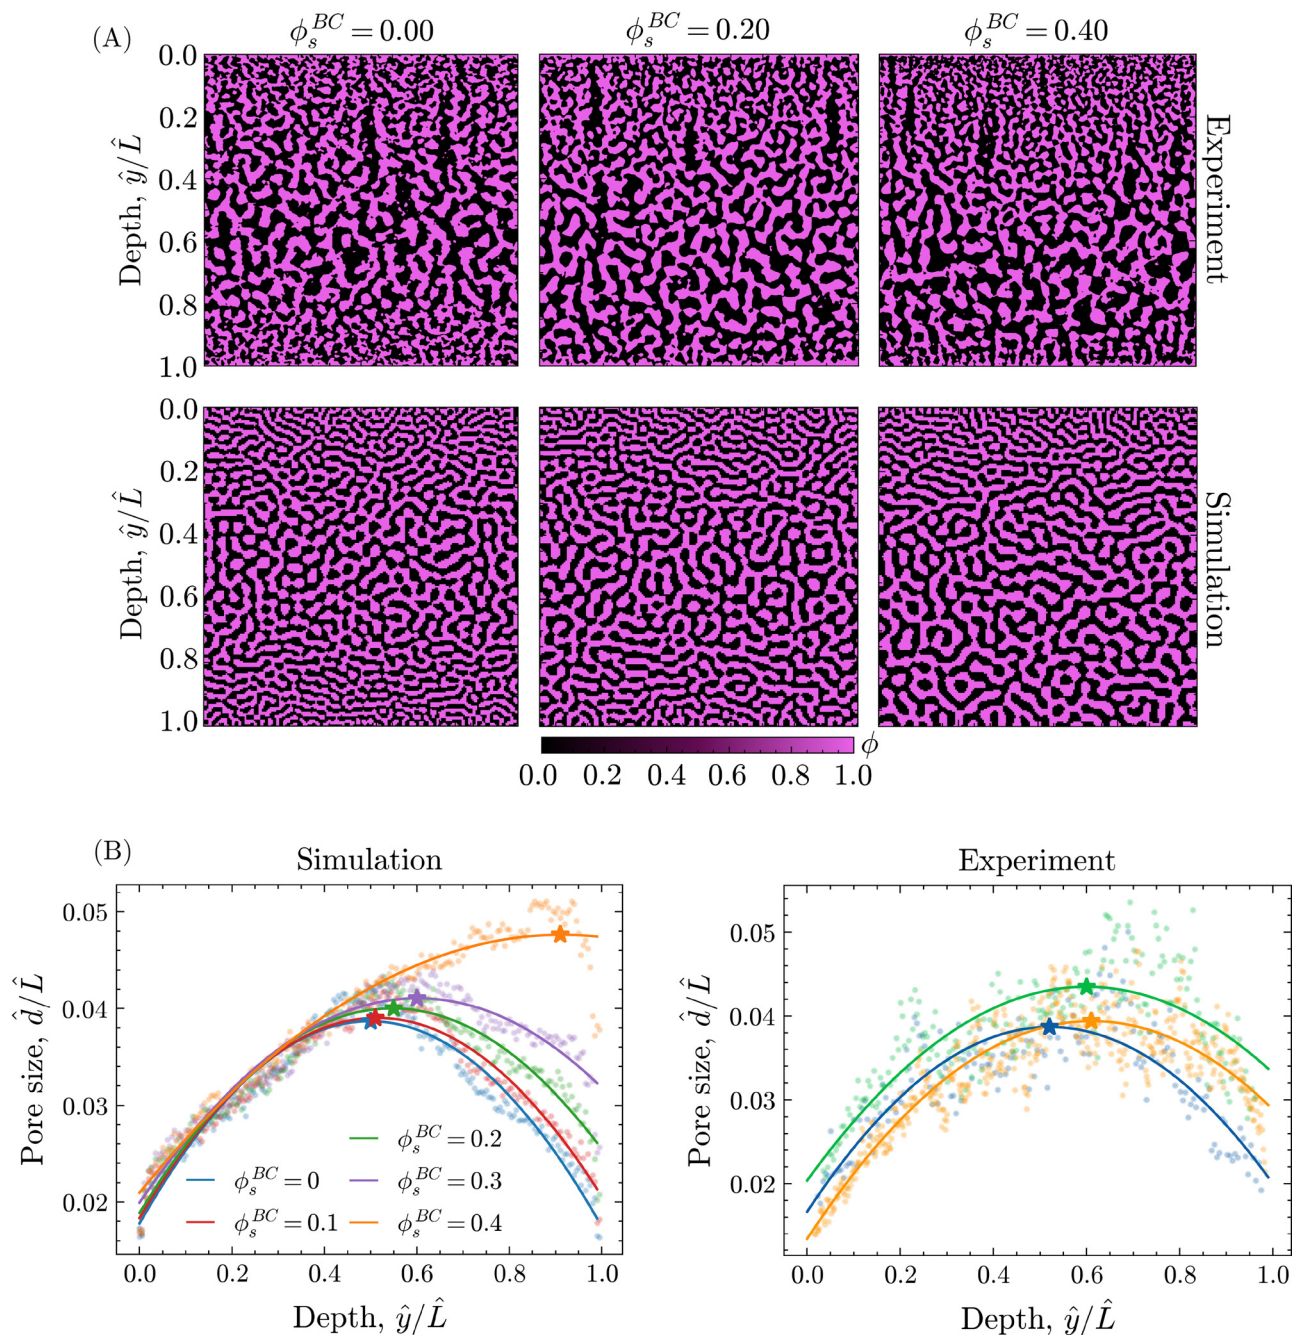 (A)
ϕ_s^{BC} = 0.00
ϕ_s^{BC} = 0.20
ϕ_s^{BC} = 0.40
0.0
0.2
0.4
0.6
0.8
1.0
Depth, ŷ/L̂
Experiment
0.0
0.2
0.4
0.6
0.8
1.0
Depth, ŷ/L̂
Simulation
ϕ
0.0 0.2 0.4 0.6 0.8 1.0
(B)
Simulation
0.05
0.04
0.03
0.02
Pore size, d̂/L̂
ϕ_s^{BC} = 0
ϕ_s^{BC} = 0.1
ϕ_s^{BC} = 0.2
ϕ_s^{BC} = 0.3
ϕ_s^{BC} = 0.4
0.0 0.2 0.4 0.6 0.8 1.0
Depth, ŷ/L̂
Experiment
0.05
0.04
0.03
0.02
Pore size, d̂/L̂
0.0 0.2 0.4 0.6 0.8 1.0
Depth, ŷ/L̂